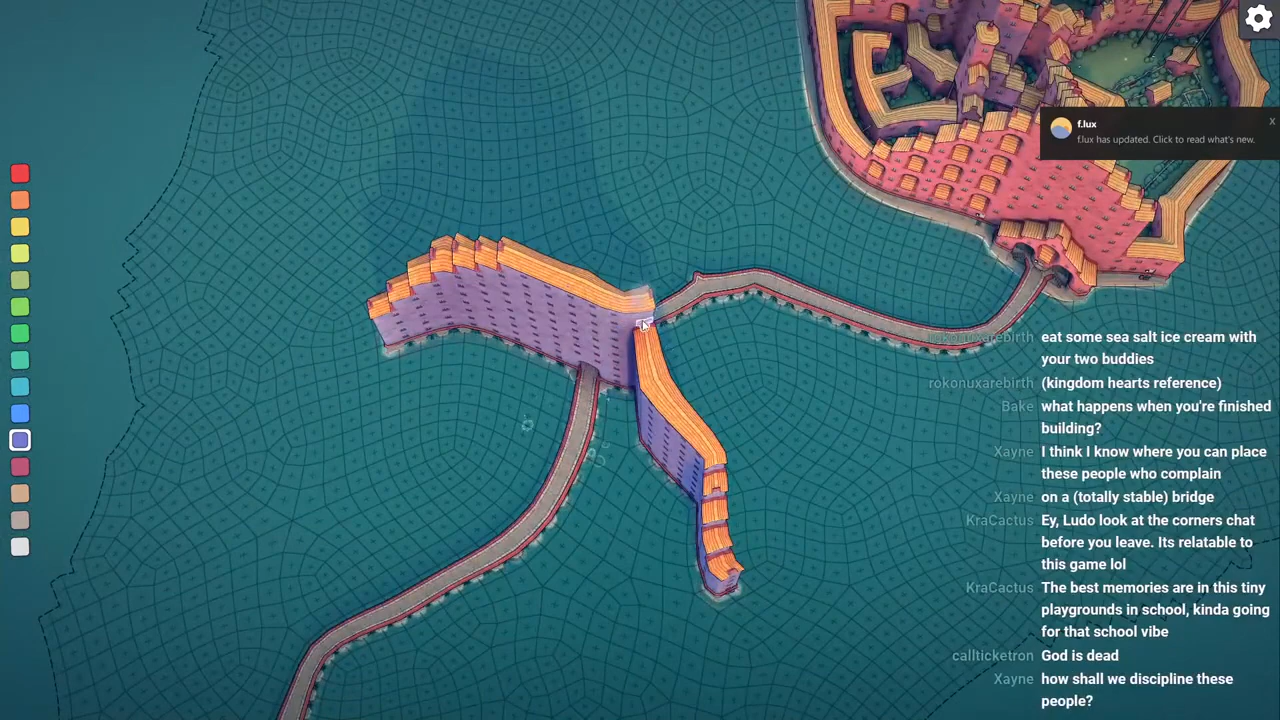 f.lux
f.lux has updated. Click to read what's new.
X
rokonuxarebirth eat some sea salt ice cream with
your two buddies
rokonuxarebirth (kingdom hearts reference)
Bake what happens when you're finished
building?
Xayne I think I know where you can place
these people who complain
Xayne on a (totally stable) bridge
KraCactus Ey, Ludo look at the corners chat
before you leave. Its relatable to
this game lol
KraCactus The best memories are in this tiny
playgrounds in school, kinda going
for that school vibe
callticketron God is dead
Xayne how shall we discipline these
people?